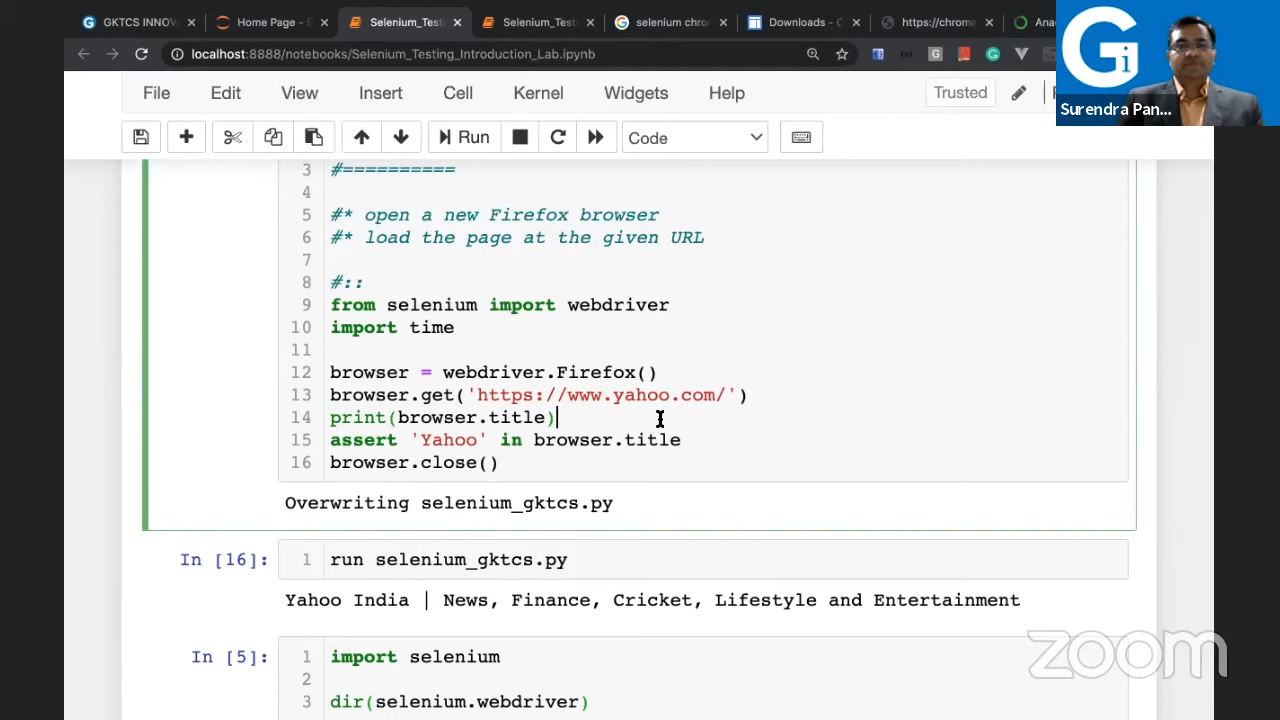 GKTCS INNOV
Home Page - S
Selenium_Testi
Selenium_Testi
selenium chro
Downloads - C
https://chrome
Ana
localhost:8888/notebooks/Selenium_Testing_Introduction_Lab.ipynb
G
Gi
Surendra Pan...
File Edit View Insert Cell Kernel Widgets Help Trusted
Run Code
3 #==========
4
5 #* open a new Firefox browser
6 #* load the page at the given URL
7
8 #::
9 from selenium import webdriver
10 import time
11
12 browser = webdriver.Firefox()
13 browser.get('https://www.yahoo.com/')
14 print(browser.title)
15 assert 'Yahoo' in browser.title
16 browser.close()
Overwriting selenium_gktcs.py
In [16]: 1 run selenium_gktcs.py
Yahoo India | News, Finance, Cricket, Lifestyle and Entertainment
In [5]: 1 import selenium
2
3 dir(selenium.webdriver)
zoom